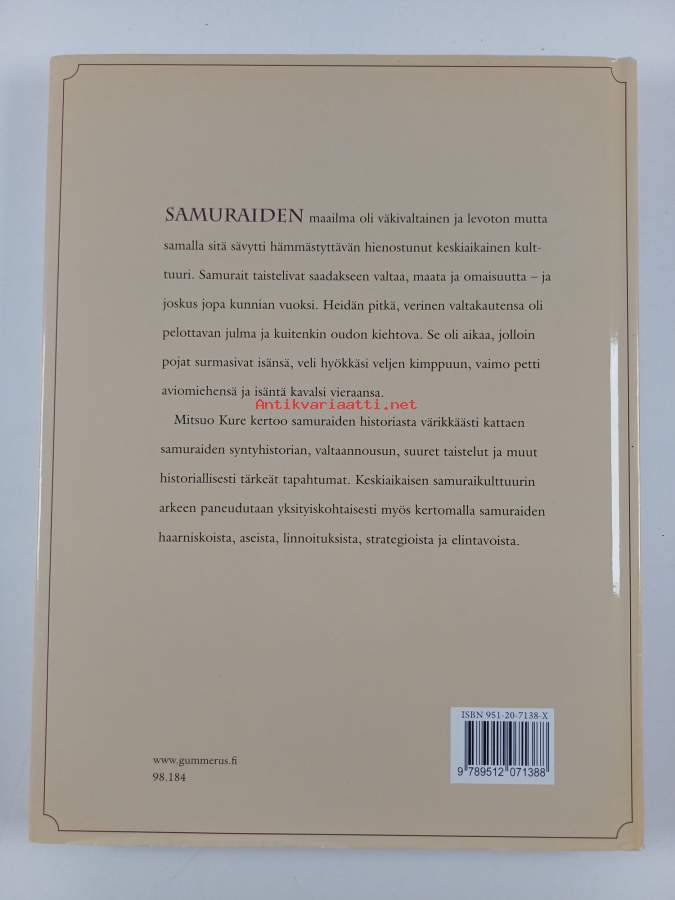 SAMURAIDEN maailma oli väkivaltainen ja levoton mutta
samalla sitä sävytti hämmästyttävän hienostunut keskiaikainen kult-
tuuri. Samurait taistelivat saadakseen valtaa, maata ja omaisuutta – ja
joskus jopa kunnian vuoksi. Heidän pitkä, verinen valtakautensa oli
pelottavan julma ja kuitenkin oudon kiehtova. Se oli aikaa, jolloin
pojat surmasivat isänsä, veli hyökkäsi veljen kimppuun, vaimo petti
aviomiehensä ja isäntä kavalsi vieraansa.
Antikvariaatti.net
Mitsuo Kure kertoo samuraiden historiasta värikkäästi kattaen
samuraiden syntyhistorian, valtaannousun, suuret taistelut ja muut
historiallisesti tärkeät tapahtumat. Keskiaikaisen samuraikulttuurin
arkeen paneudutaan yksityiskohtaisesti myös kertomalla samuraiden
haarniskoista, aseista, linnoituksista, strategioista ja elintavoista.
ISBN 951-20-7138-X
9 789512 071388
www.gummerus.fi
98.184